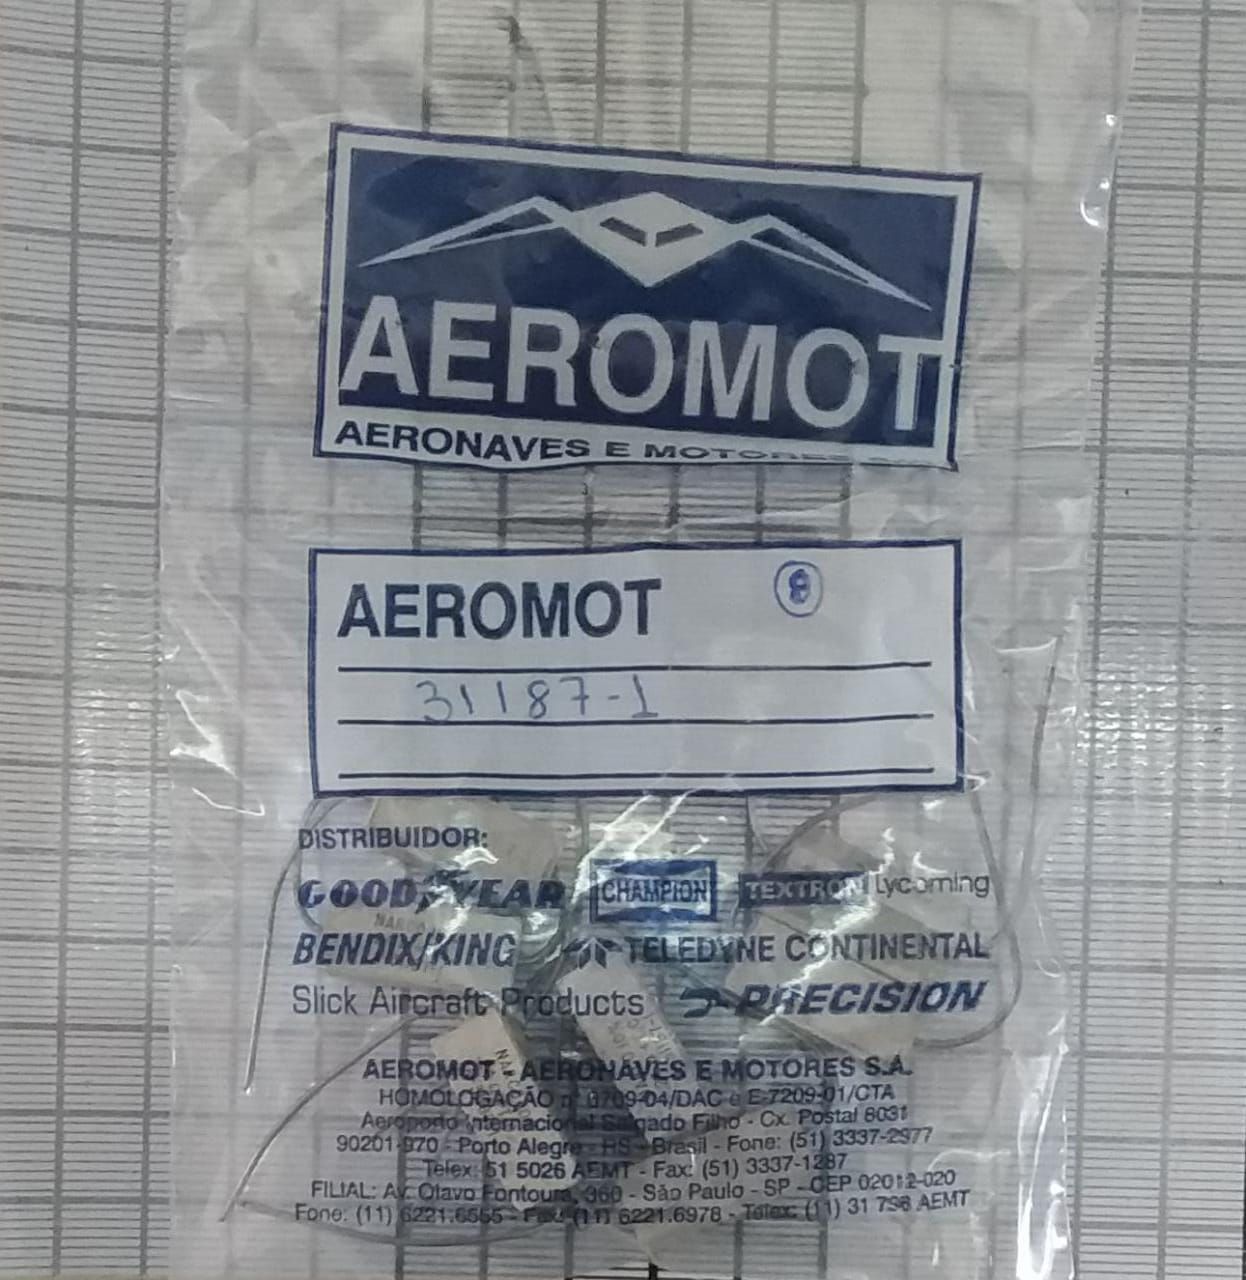 AEROMOT
AERONAVES E MOTORES
AEROMOT 8
31187-1
DISTRIBUIDOR:
GOODYEAR CHAMPION TEXTRON Lycoming
BENDIX/KING TELEDYNE CONTINENTAL
Slick Aircraft Products PRECISION
AEROMOT - AERONAVES E MOTORES S.A.
HOMOLOGAÇÃO nº 0709-04/DAC e E-7209-01/CTA
Aeroporto Internacional Salgado Filho - Cx. Postal 8031
90201-970 - Porto Alegre - RS - Brasil - Fone: (51) 3337-2977
Telex: 51 5026 AEMT - Fax: (51) 3337-1287
FILIAL: Av. Olavo Fontoura, 360 - São Paulo - SP - CEP 02012-020
Fone: (11) 6221.6555 - Fax: (11) 6221.6978 - Telex: (11) 31 796 AEMT